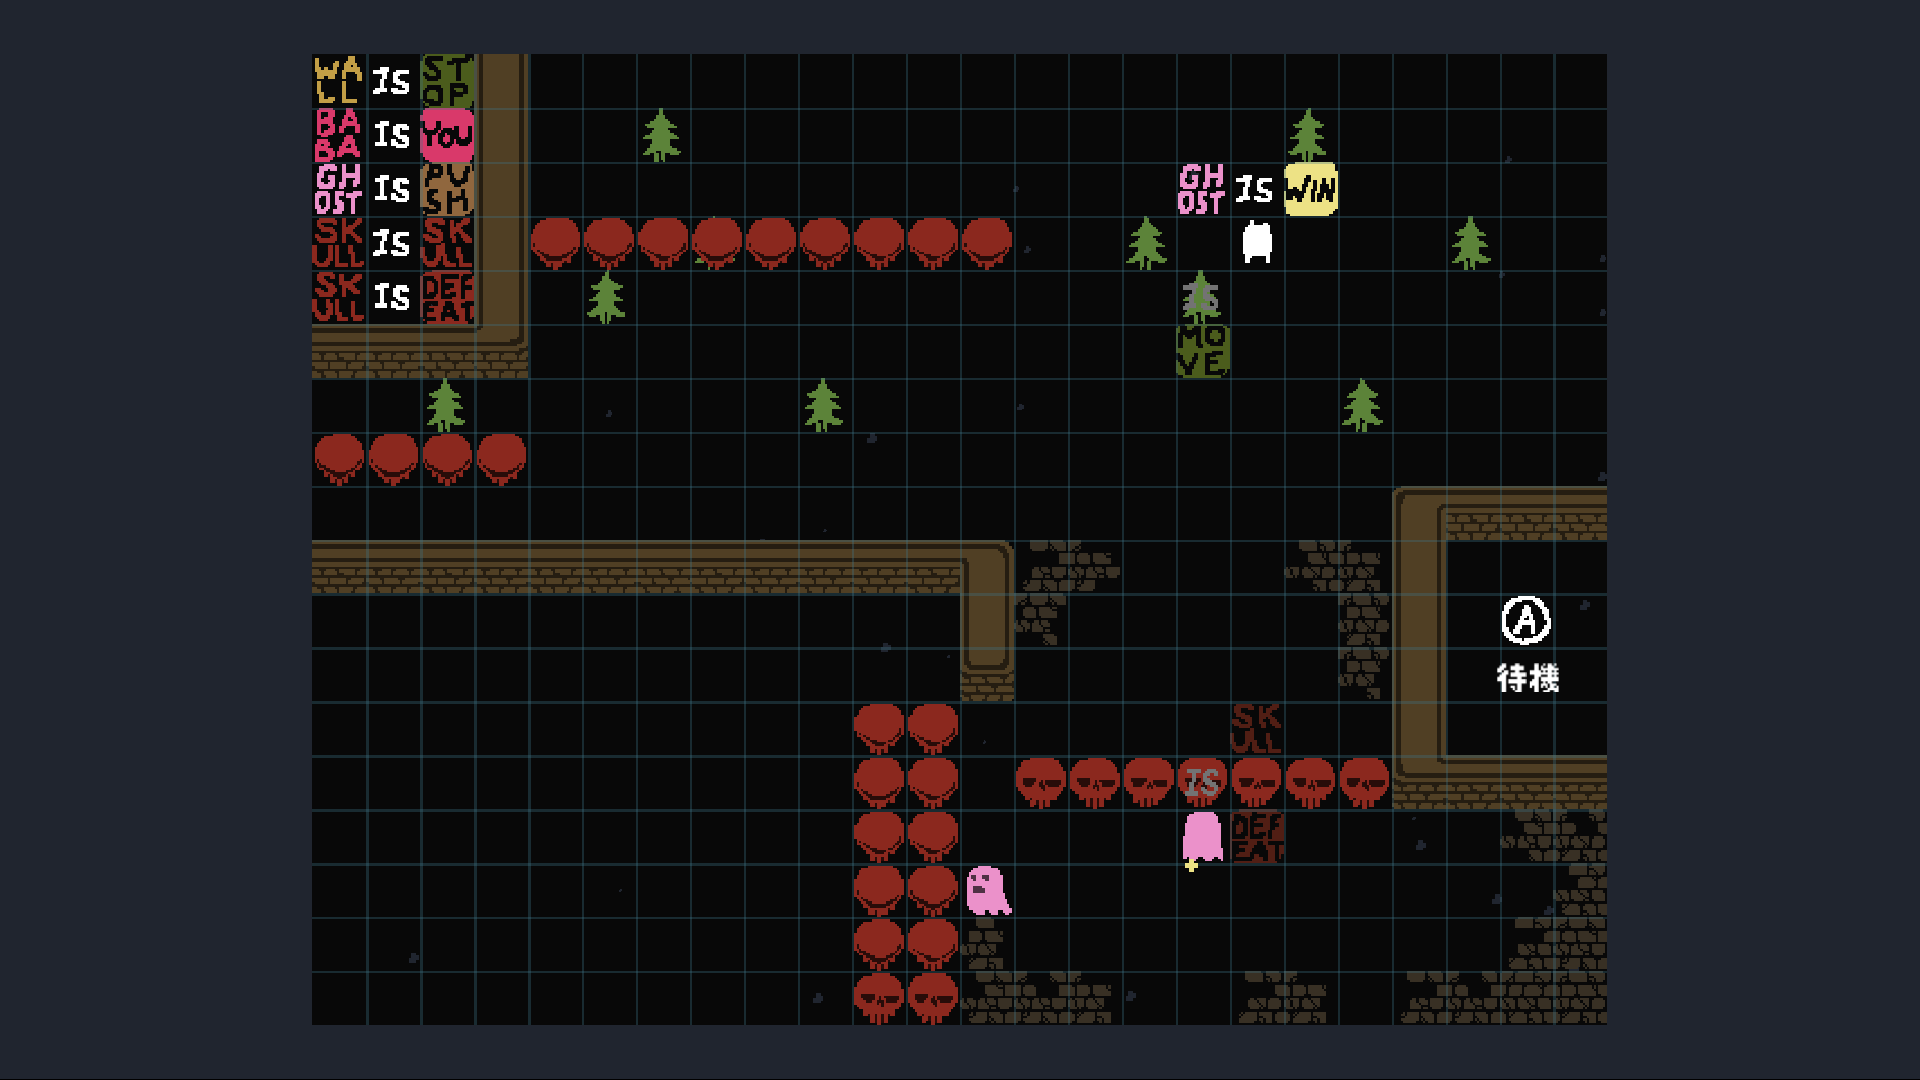 WALL IS STOP
BABA IS YOU
GHOST IS PUSH
GHOST IS WIN
SKULL IS SKULL
SKULL IS DEFEAT
IS
MOVE
A
待機
SKULL
IS
DEFEAT